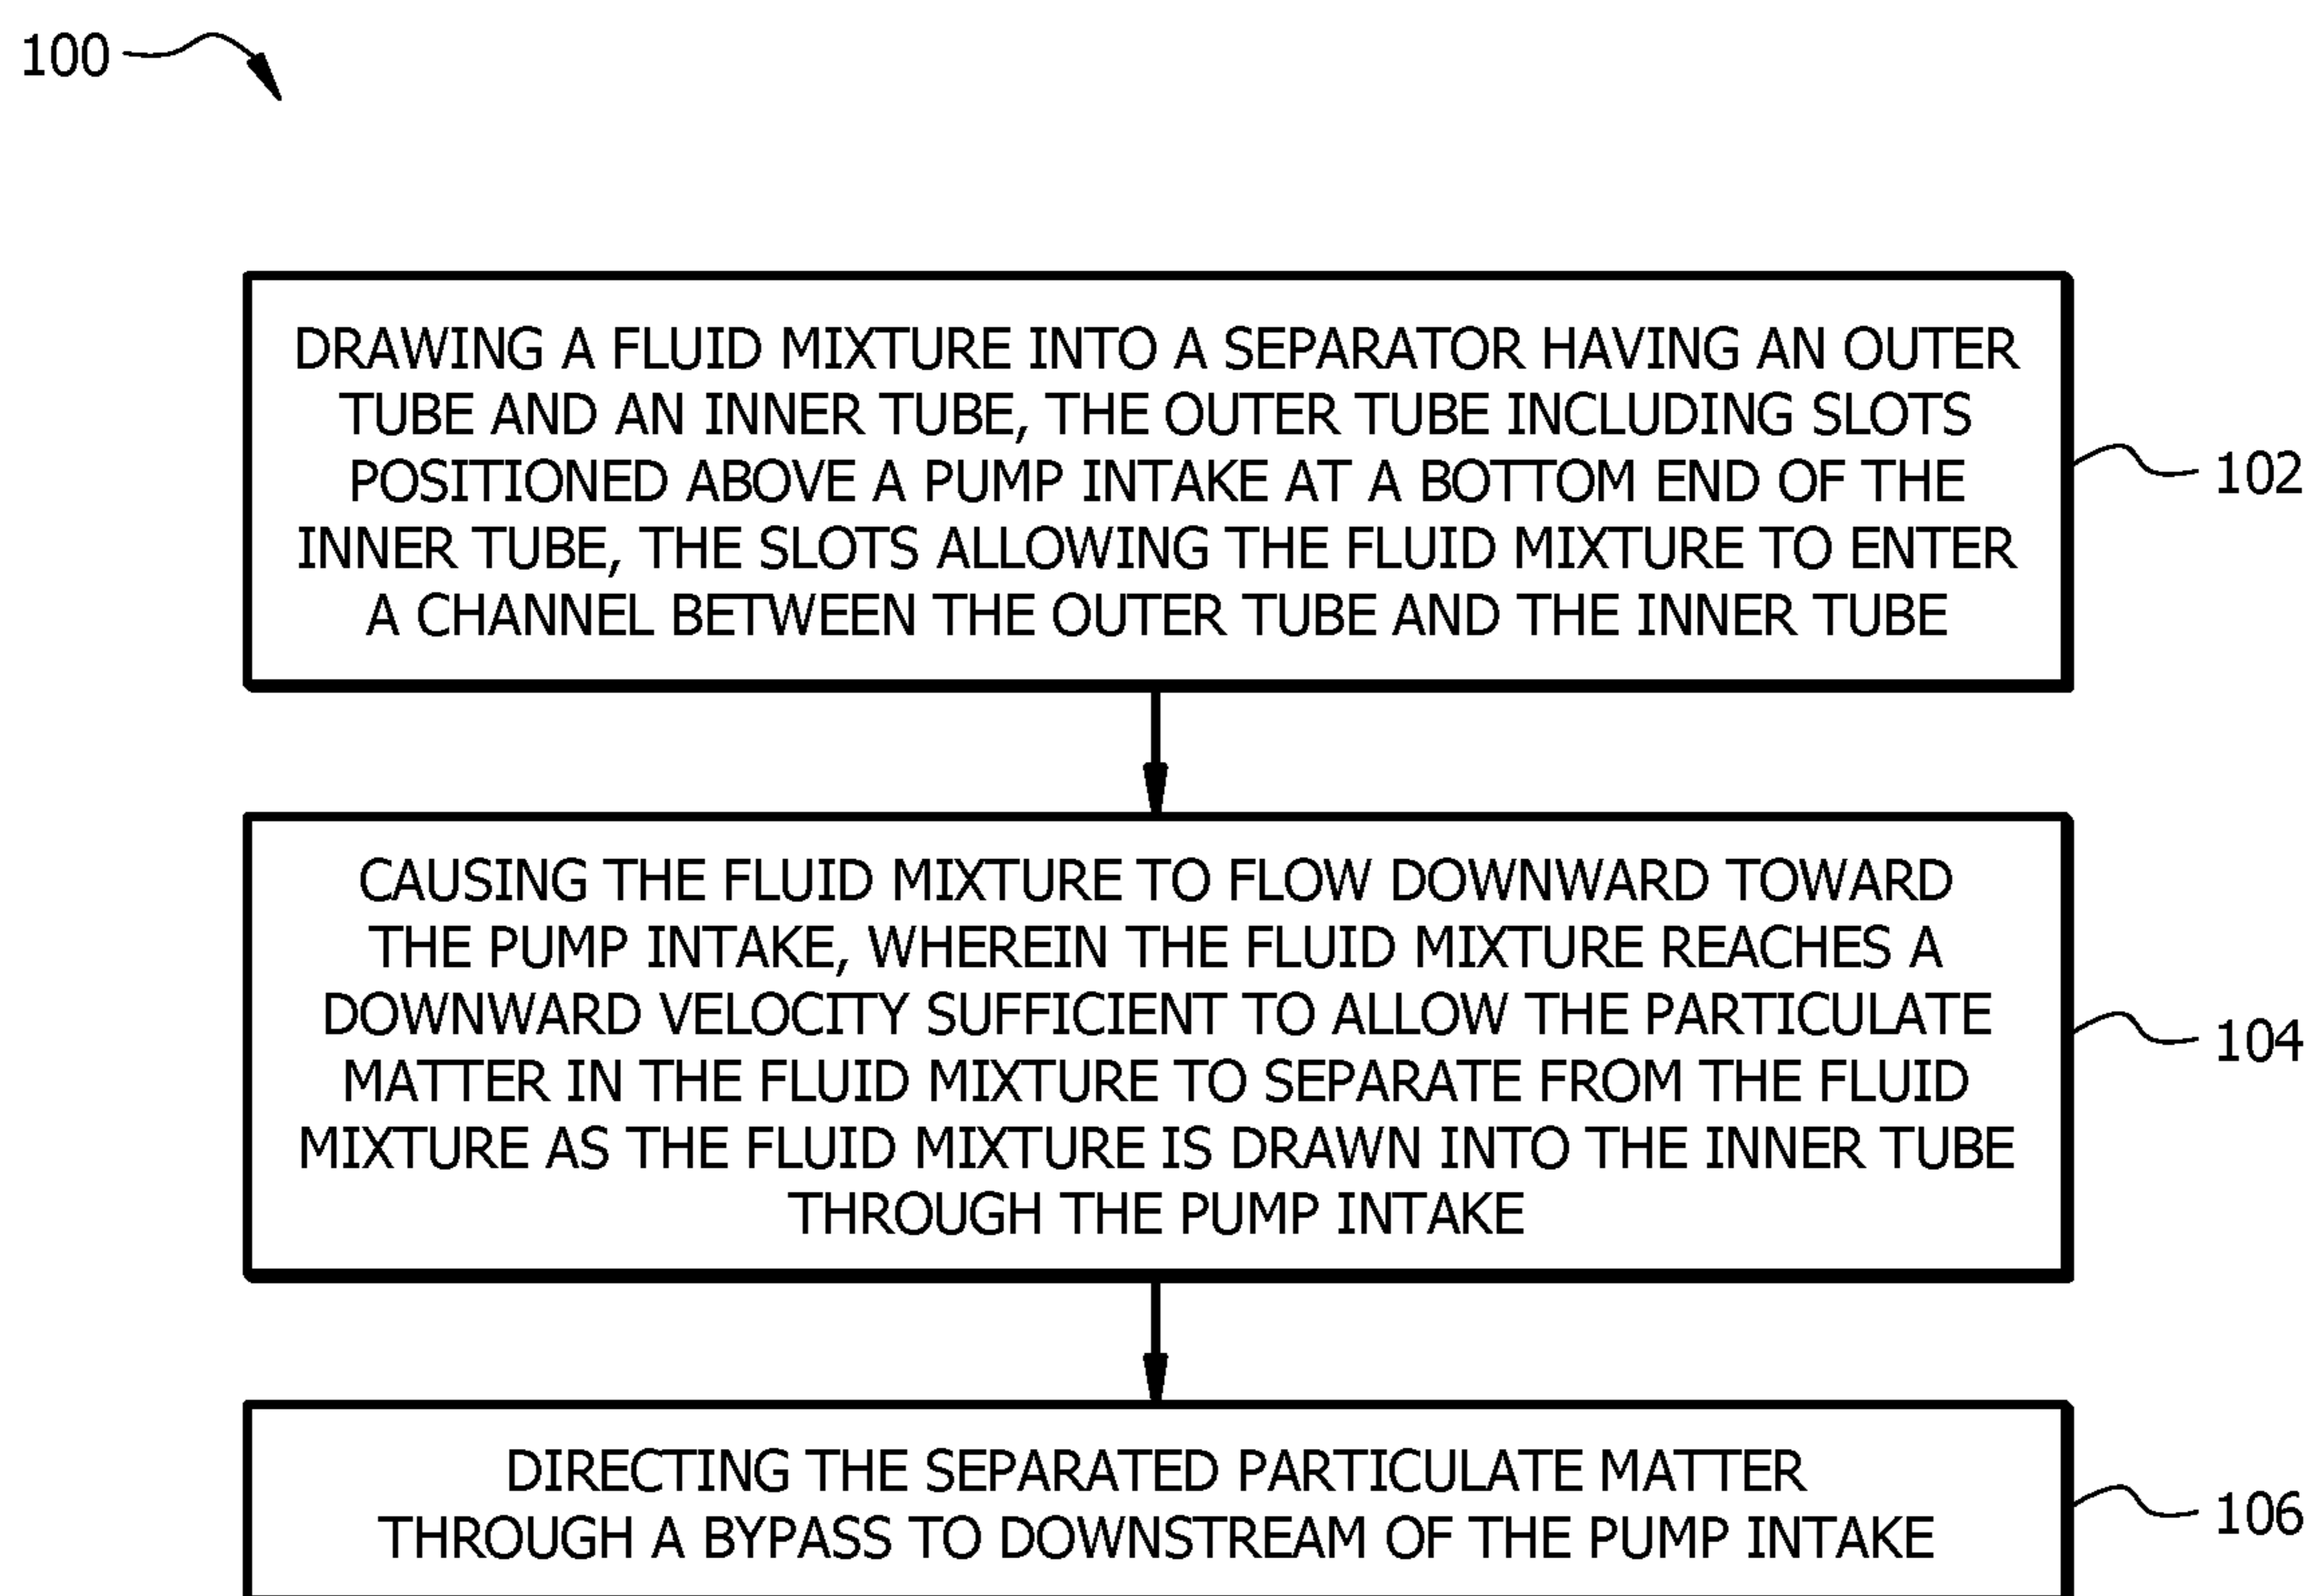 100
DRAWING A FLUID MIXTURE INTO A SEPARATOR HAVING AN OUTER
TUBE AND AN INNER TUBE, THE OUTER TUBE INCLUDING SLOTS
POSITIONED ABOVE A PUMP INTAKE AT A BOTTOM END OF THE
INNER TUBE, THE SLOTS ALLOWING THE FLUID MIXTURE TO ENTER
A CHANNEL BETWEEN THE OUTER TUBE AND THE INNER TUBE
102
CAUSING THE FLUID MIXTURE TO FLOW DOWNWARD TOWARD
THE PUMP INTAKE, WHEREIN THE FLUID MIXTURE REACHES A
DOWNWARD VELOCITY SUFFICIENT TO ALLOW THE PARTICULATE
MATTER IN THE FLUID MIXTURE TO SEPARATE FROM THE FLUID
MIXTURE AS THE FLUID MIXTURE IS DRAWN INTO THE INNER TUBE
THROUGH THE PUMP INTAKE
104
DIRECTING THE SEPARATED PARTICULATE MATTER
THROUGH A BYPASS TO DOWNSTREAM OF THE PUMP INTAKE
106